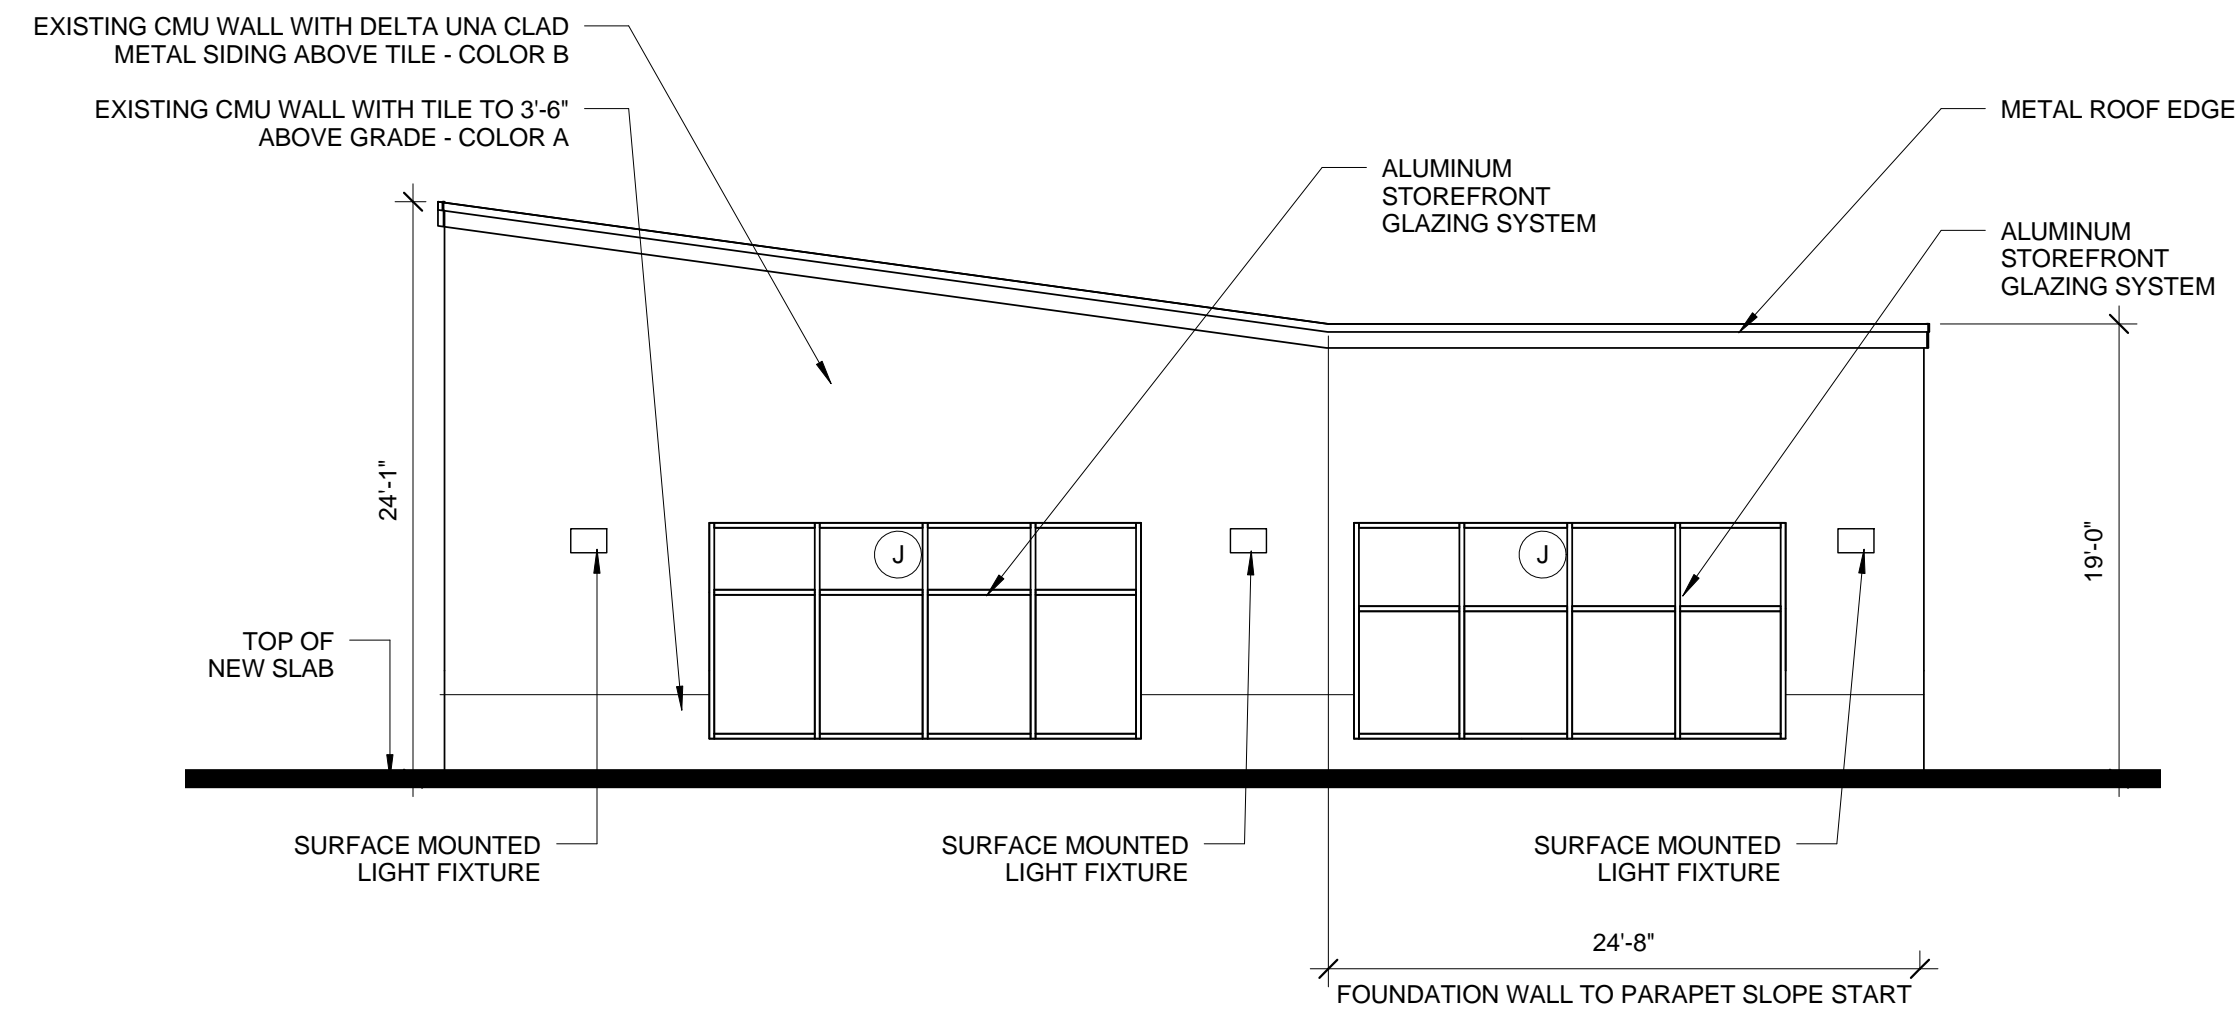 EXISTING CMU WALL WITH DELTA UNA CLAD
METAL SIDING ABOVE TILE - COLOR B
EXISTING CMU WALL WITH TILE TO 3'-6"
ABOVE GRADE - COLOR A
METAL ROOF EDGE
ALUMINUM
STOREFRONT
GLAZING SYSTEM
ALUMINUM
STOREFRONT
GLAZING SYSTEM
24'-1"
19'-0"
J
J
TOP OF
NEW SLAB
SURFACE MOUNTED
LIGHT FIXTURE
SURFACE MOUNTED
LIGHT FIXTURE
SURFACE MOUNTED
LIGHT FIXTURE
24'-8"
FOUNDATION WALL TO PARAPET SLOPE START